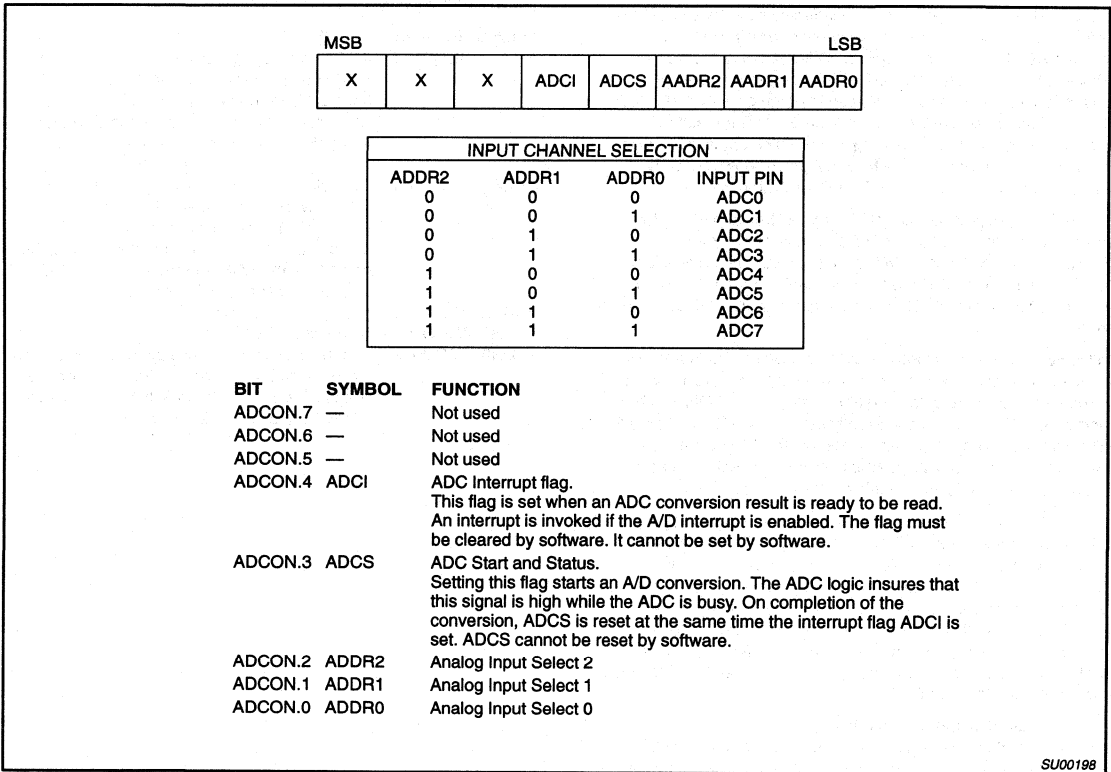 MSB LSB
X X X ADCI ADCS AADR2 AADR1 AADR0
INPUT CHANNEL SELECTION
ADDR2 ADDR1 ADDR0 INPUT PIN
0 0 0 ADC0
0 0 1 ADC1
0 1 0 ADC2
0 1 1 ADC3
1 0 0 ADC4
1 0 1 ADC5
1 1 0 ADC6
1 1 1 ADC7
BIT SYMBOL FUNCTION
ADCON.7 — Not used
ADCON.6 — Not used
ADCON.5 — Not used
ADCON.4 ADCI ADC Interrupt flag.
This flag is set when an ADC conversion result is ready to be read.
An interrupt is invoked if the A/D interrupt is enabled. The flag must
be cleared by software. It cannot be set by software.
ADCON.3 ADCS ADC Start and Status.
Setting this flag starts an A/D conversion. The ADC logic insures that
this signal is high while the ADC is busy. On completion of the
conversion, ADCS is reset at the same time the interrupt flag ADCI is
set. ADCS cannot be reset by software.
ADCON.2 ADDR2 Analog Input Select 2
ADCON.1 ADDR1 Analog Input Select 1
ADCON.0 ADDR0 Analog Input Select 0
SU00198